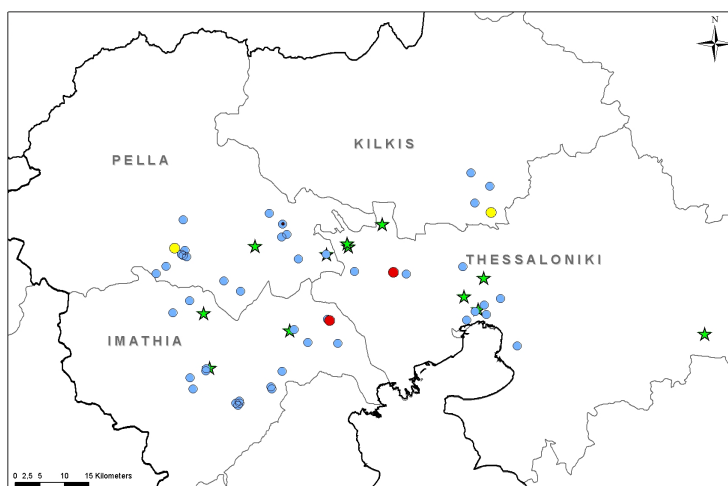 N
KILKIS
PELLA
THESSALONIKI
IMATHIA
0 2,5 5 10 15 Kilometers